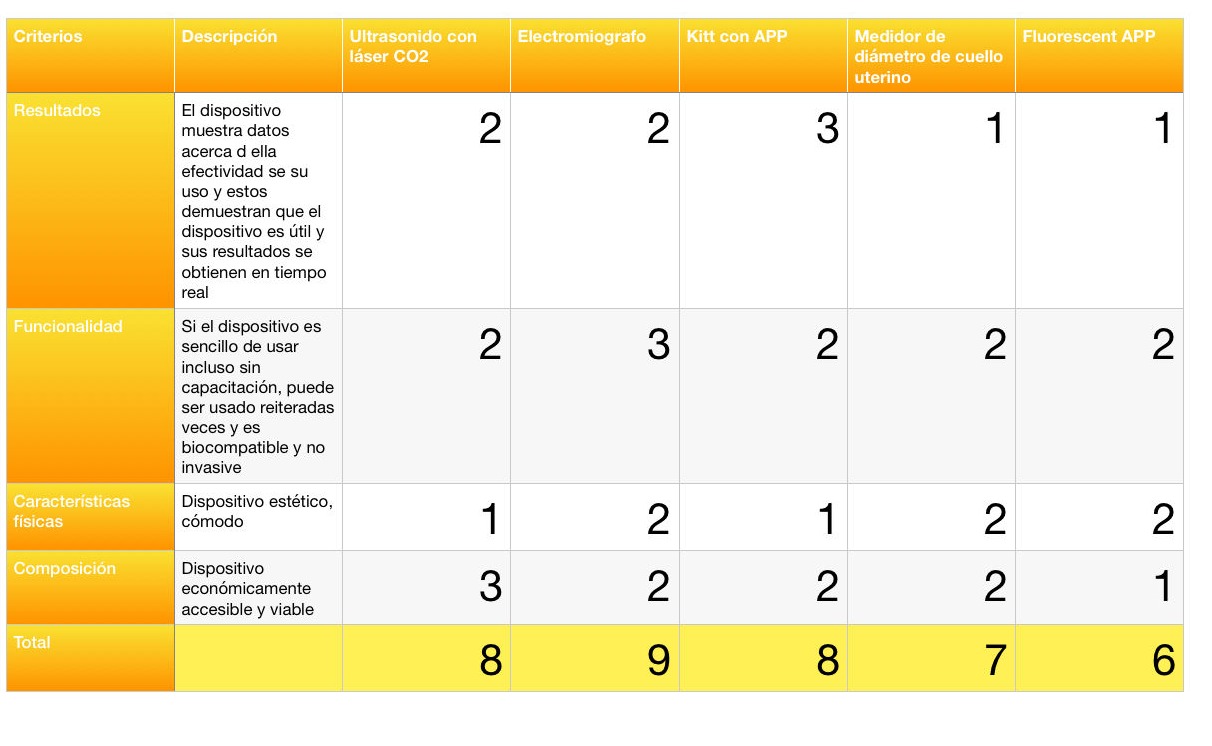 Criterios
Descripción
Ultrasonido con
láser CO2
Electromiografo
Kitt con APP
Medidor de
diámetro de cuello
uterino
Fluorescent APP
Resultados
El dispositivo
muestra datos
acerca d ella
efectividad se su
uso y estos
demuestran que el
dispositivo es útil y
sus resultados se
obtienen en tiempo
real
2
2
3
1
1
Funcionalidad
Si el dispositivo es
sencillo de usar
incluso sin
capacitación, puede
ser usado reiteradas
veces y es
biocompatible y no
invasive
2
3
2
2
2
Características
físicas
Dispositivo estético,
cómodo
1
2
1
2
2
Composición
Dispositivo
económicamente
accesible y viable
3
2
2
2
1
Total
8
9
8
7
6